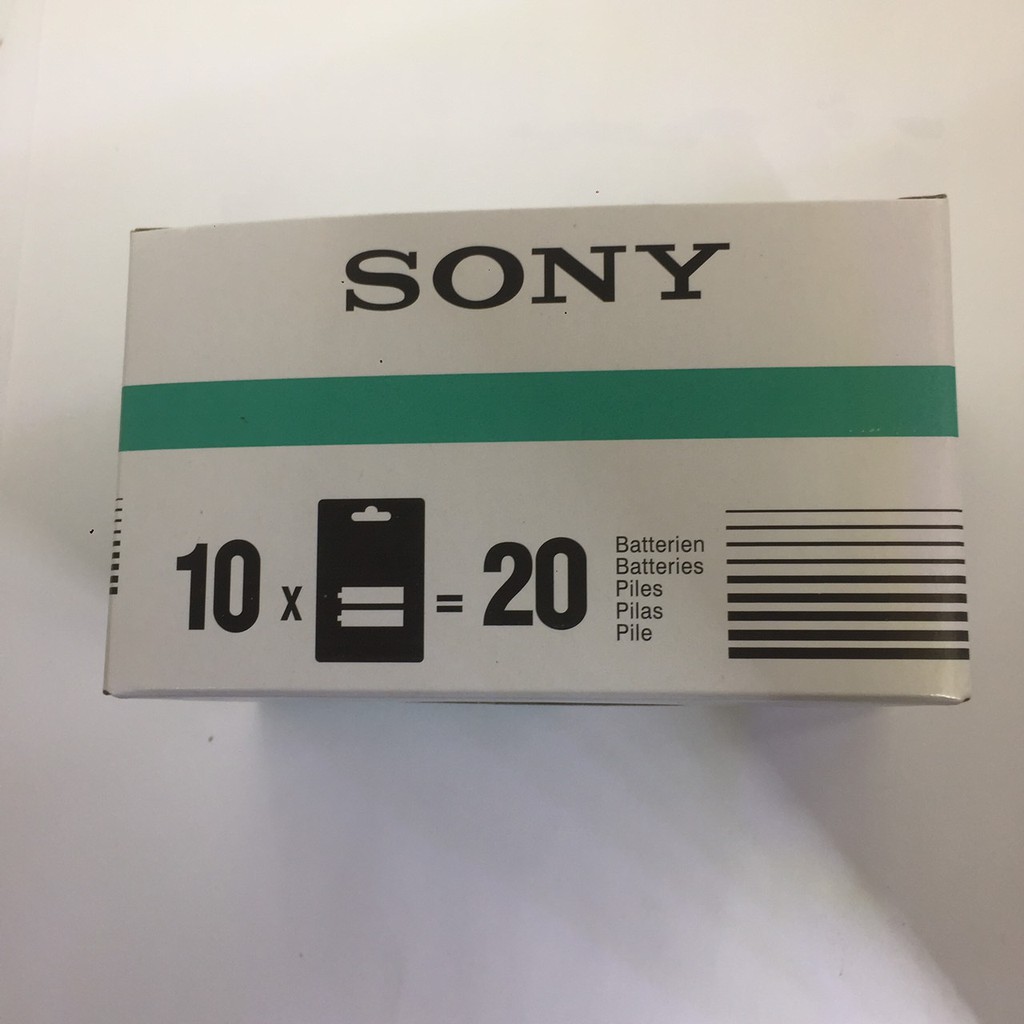 SONY
10 x = 20
Batterien
Batteries
Piles
Pilas
Pile